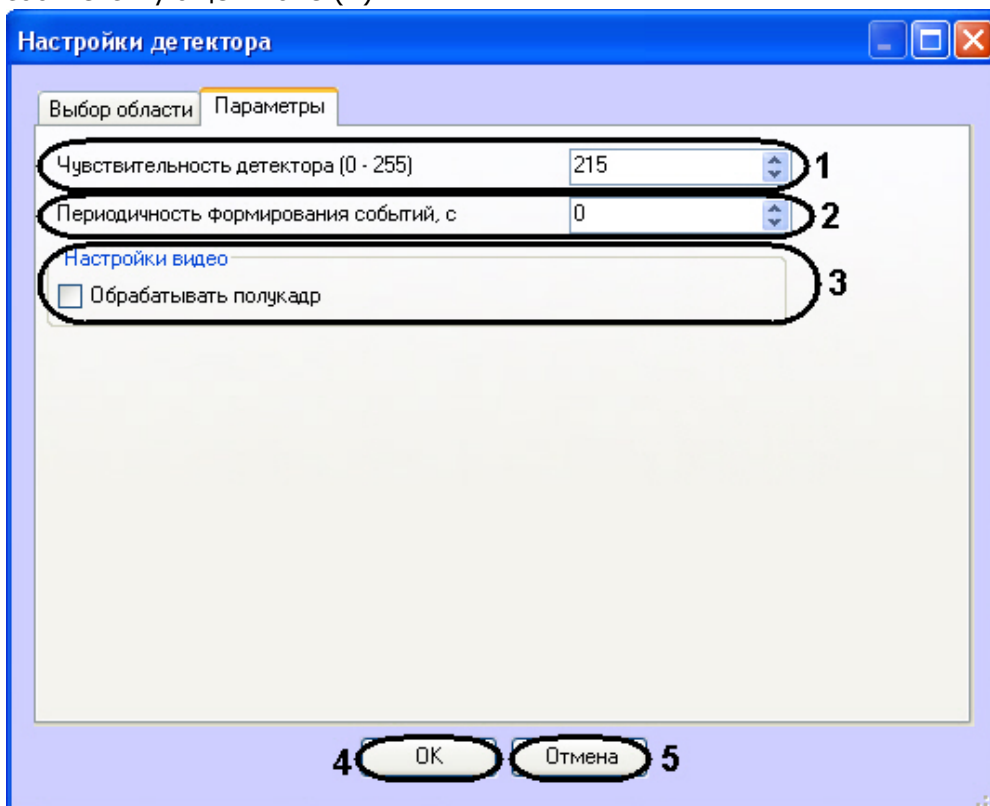 Настройки детектора
Выбор области Параметры
Чувствительность детектора (0 - 255) 215 1
Периодичность формирования событий, с 0 2
Настройки видео
Обрабатывать полукадр 3
4 OK Отмена 5